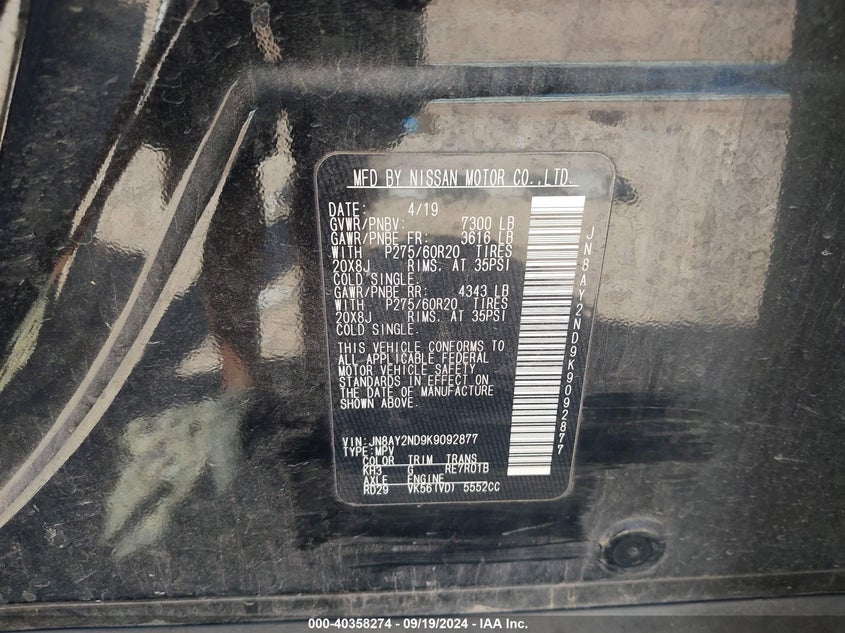 MFD BY NISSAN MOTOR CO.,LTD.
DATE: 4/19
GVWR/PNBV: 7300 LB
GAWR/PNBE FR: 3616 LB
WITH P275/60R20 TIRES
20X8J RIMS. AT 35PSI
COLD SINGLE.
GAWR/PNBE RR: 4343 LB
WITH P275/60R20 TIRES
20X8J RIMS. AT 35PSI
COLD SINGLE.
THIS VEHICLE CONFORMS TO
ALL APPLICABLE FEDERAL
MOTOR VEHICLE SAFETY
STANDARDS IN EFFECT ON
THE DATE OF MANUFACTURE
SHOWN ABOVE.
VIN:JN8AY2ND9K9092877
TYPE:MPV
COLOR TRIM TRANS
KH3 G RE7R01B
AXLE ENGINE
RD29 VK56(VD) 5552CC
JN8AY2ND9K9092877
000-40358274 - 09/19/2024 - IAA Inc.